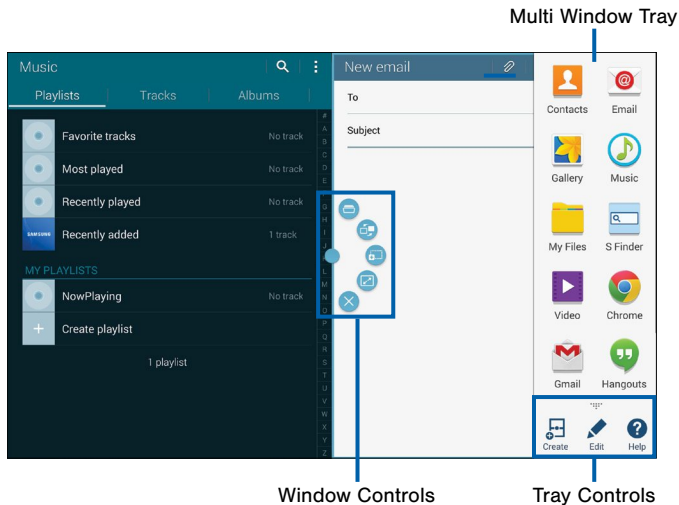 Multi Window Tray
Music
Playlists
Tracks
Albums
Favorite tracks
No track
Most played
No track
Recently played
No track
SAMSUNG
Recently added
1 track
MY PLAYLISTS
NowPlaying
No track
Create playlist
1 playlist
#
A
B
C
D
E
G
H
I
J
L
M
N
O
P
Q
R
S
T
U
V
W
X
Y
Z
New email
To
Subject
Contacts
Email
Gallery
Music
My Files
S Finder
Video
Chrome
Gmail
Hangouts
Create
Edit
Help
Window Controls
Tray Controls